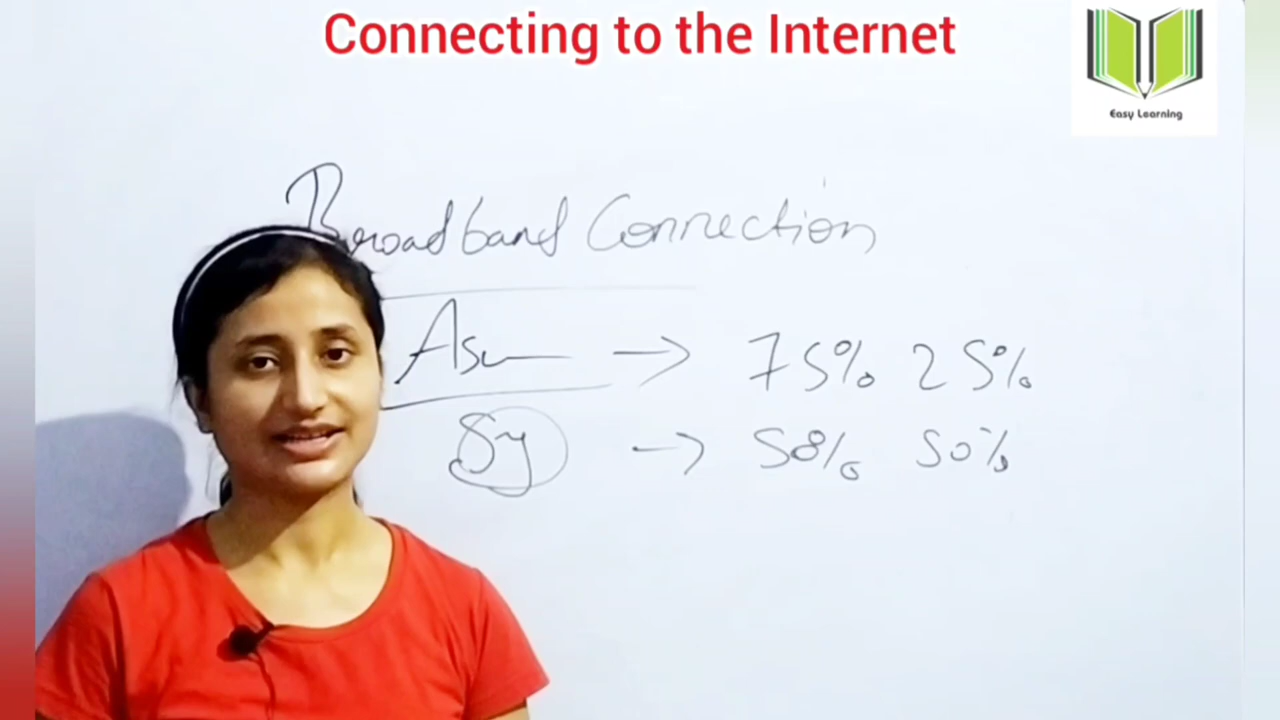 Connecting to the Internet
Easy Learning
Broadband Connection
Asy → 75% 25%
Sy → 50% 50%